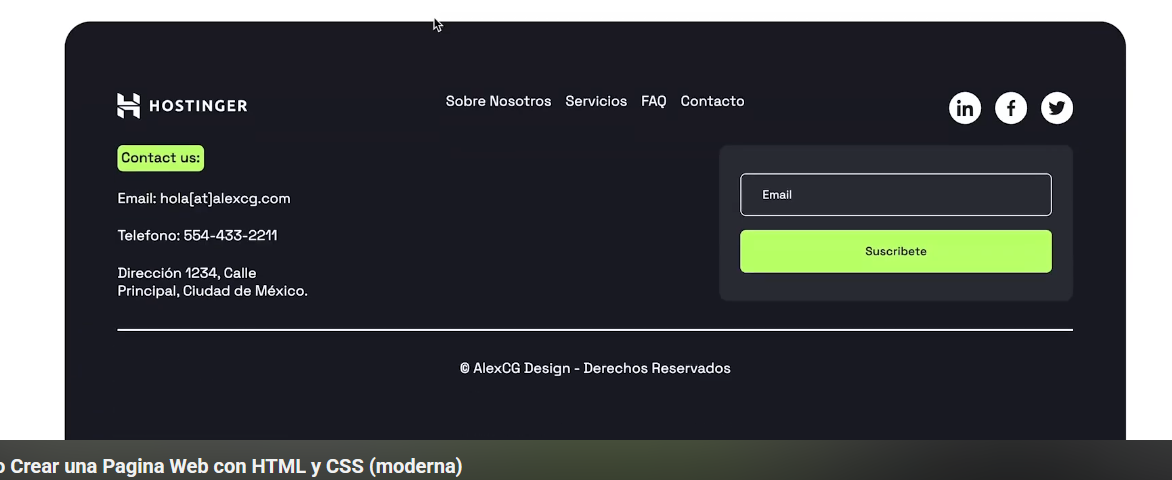 HOSTINGER
Sobre Nosotros Servicios FAQ Contacto
in f
Contact us:
Email: hola[at]alexcg.com
Telefono: 554-433-2211
Dirección 1234, Calle
Principal, Ciudad de México.
Email
Suscribete
© AlexCG Design - Derechos Reservados
o Crear una Pagina Web con HTML y CSS (moderna)